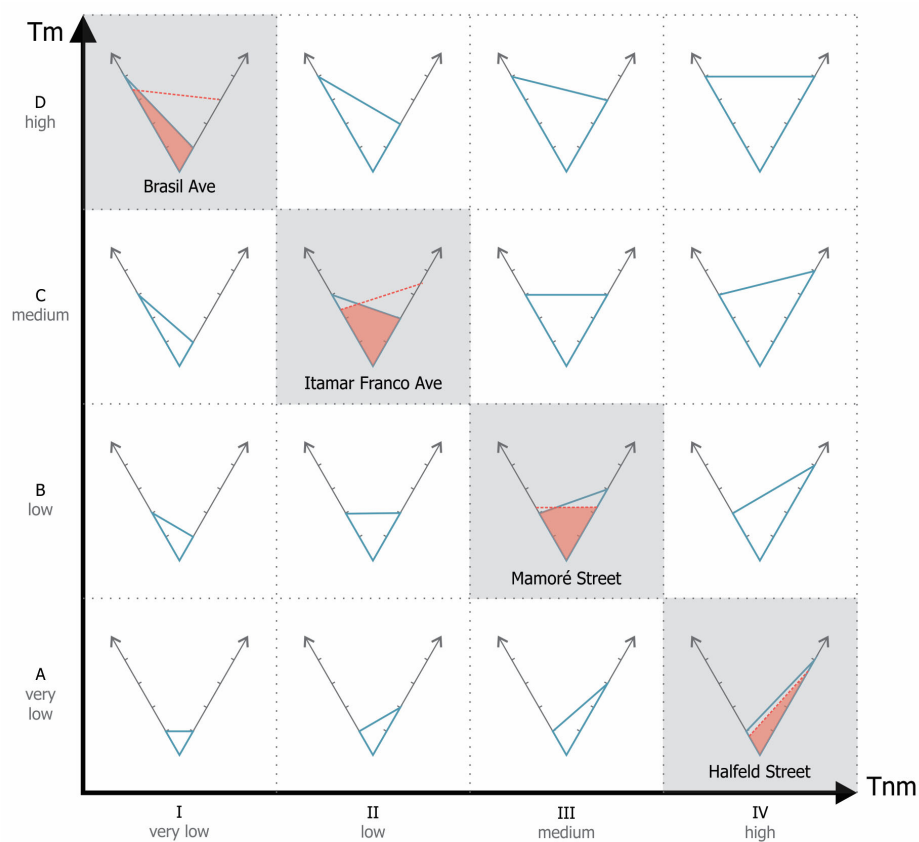 Tm
D
high
Brasil Ave
C
medium
Itamar Franco Ave
B
low
Mamoré Street
A
very
low
Halfeld Street
Tnm
I
very low
II
low
III
medium
IV
high